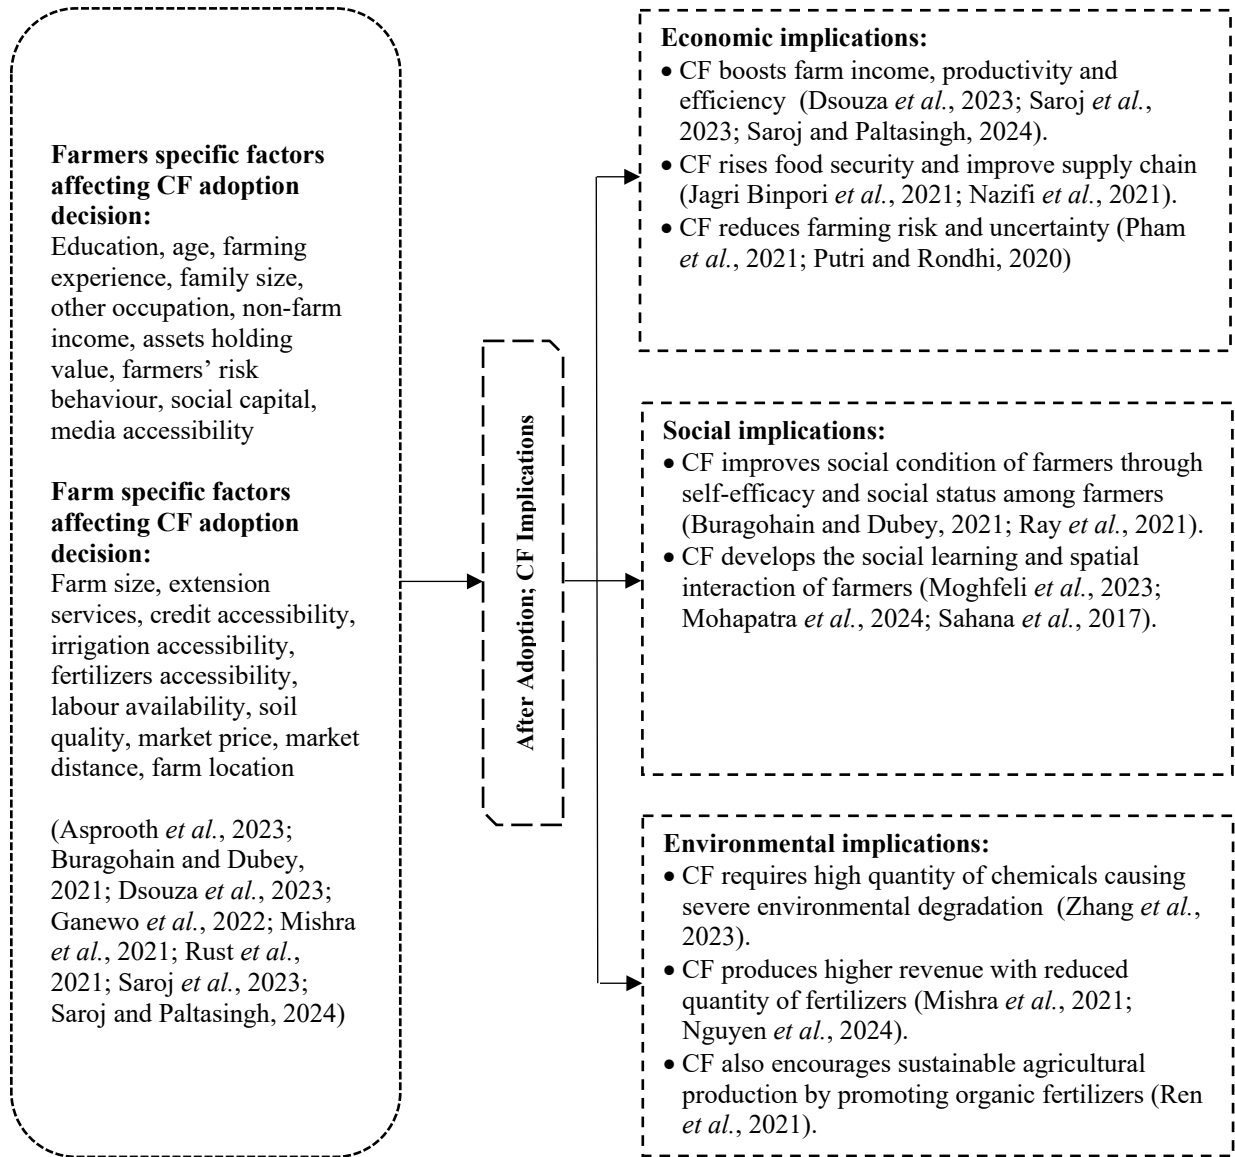 Farmers specific factors
affecting CF adoption
decision:
Education, age, farming
experience, family size,
other occupation, non-farm
income, assets holding
value, farmers’ risk
behaviour, social capital,
media accessibility
Farm specific factors
affecting CF adoption
decision:
Farm size, extension
services, credit accessibility,
irrigation accessibility,
fertilizers accessibility,
labour availability, soil
quality, market price, market
distance, farm location
(Asprooth et al., 2023;
Buragohain and Dubey,
2021; Dsouza et al., 2023;
Ganewo et al., 2022; Mishra
et al., 2021; Rust et al.,
2021; Saroj et al., 2023;
Saroj and Paltasingh, 2024)
After Adoption; CF Implications
Economic implications:
• CF boosts farm income, productivity and
efficiency (Dsouza et al., 2023; Saroj et al.,
2023; Saroj and Paltasingh, 2024).
• CF rises food security and improve supply chain
(Jagri Binpori et al., 2021; Nazifi et al., 2021).
• CF reduces farming risk and uncertainty (Pham
et al., 2021; Putri and Rondhi, 2020)
Social implications:
• CF improves social condition of farmers through
self-efficacy and social status among farmers
(Buragohain and Dubey, 2021; Ray et al., 2021).
• CF develops the social learning and spatial
interaction of farmers (Moghfeli et al., 2023;
Mohapatra et al., 2024; Sahana et al., 2017).
Environmental implications:
• CF requires high quantity of chemicals causing
severe environmental degradation (Zhang et al.,
2023).
• CF produces higher revenue with reduced
quantity of fertilizers (Mishra et al., 2021;
Nguyen et al., 2024).
• CF also encourages sustainable agricultural
production by promoting organic fertilizers (Ren
et al., 2021).